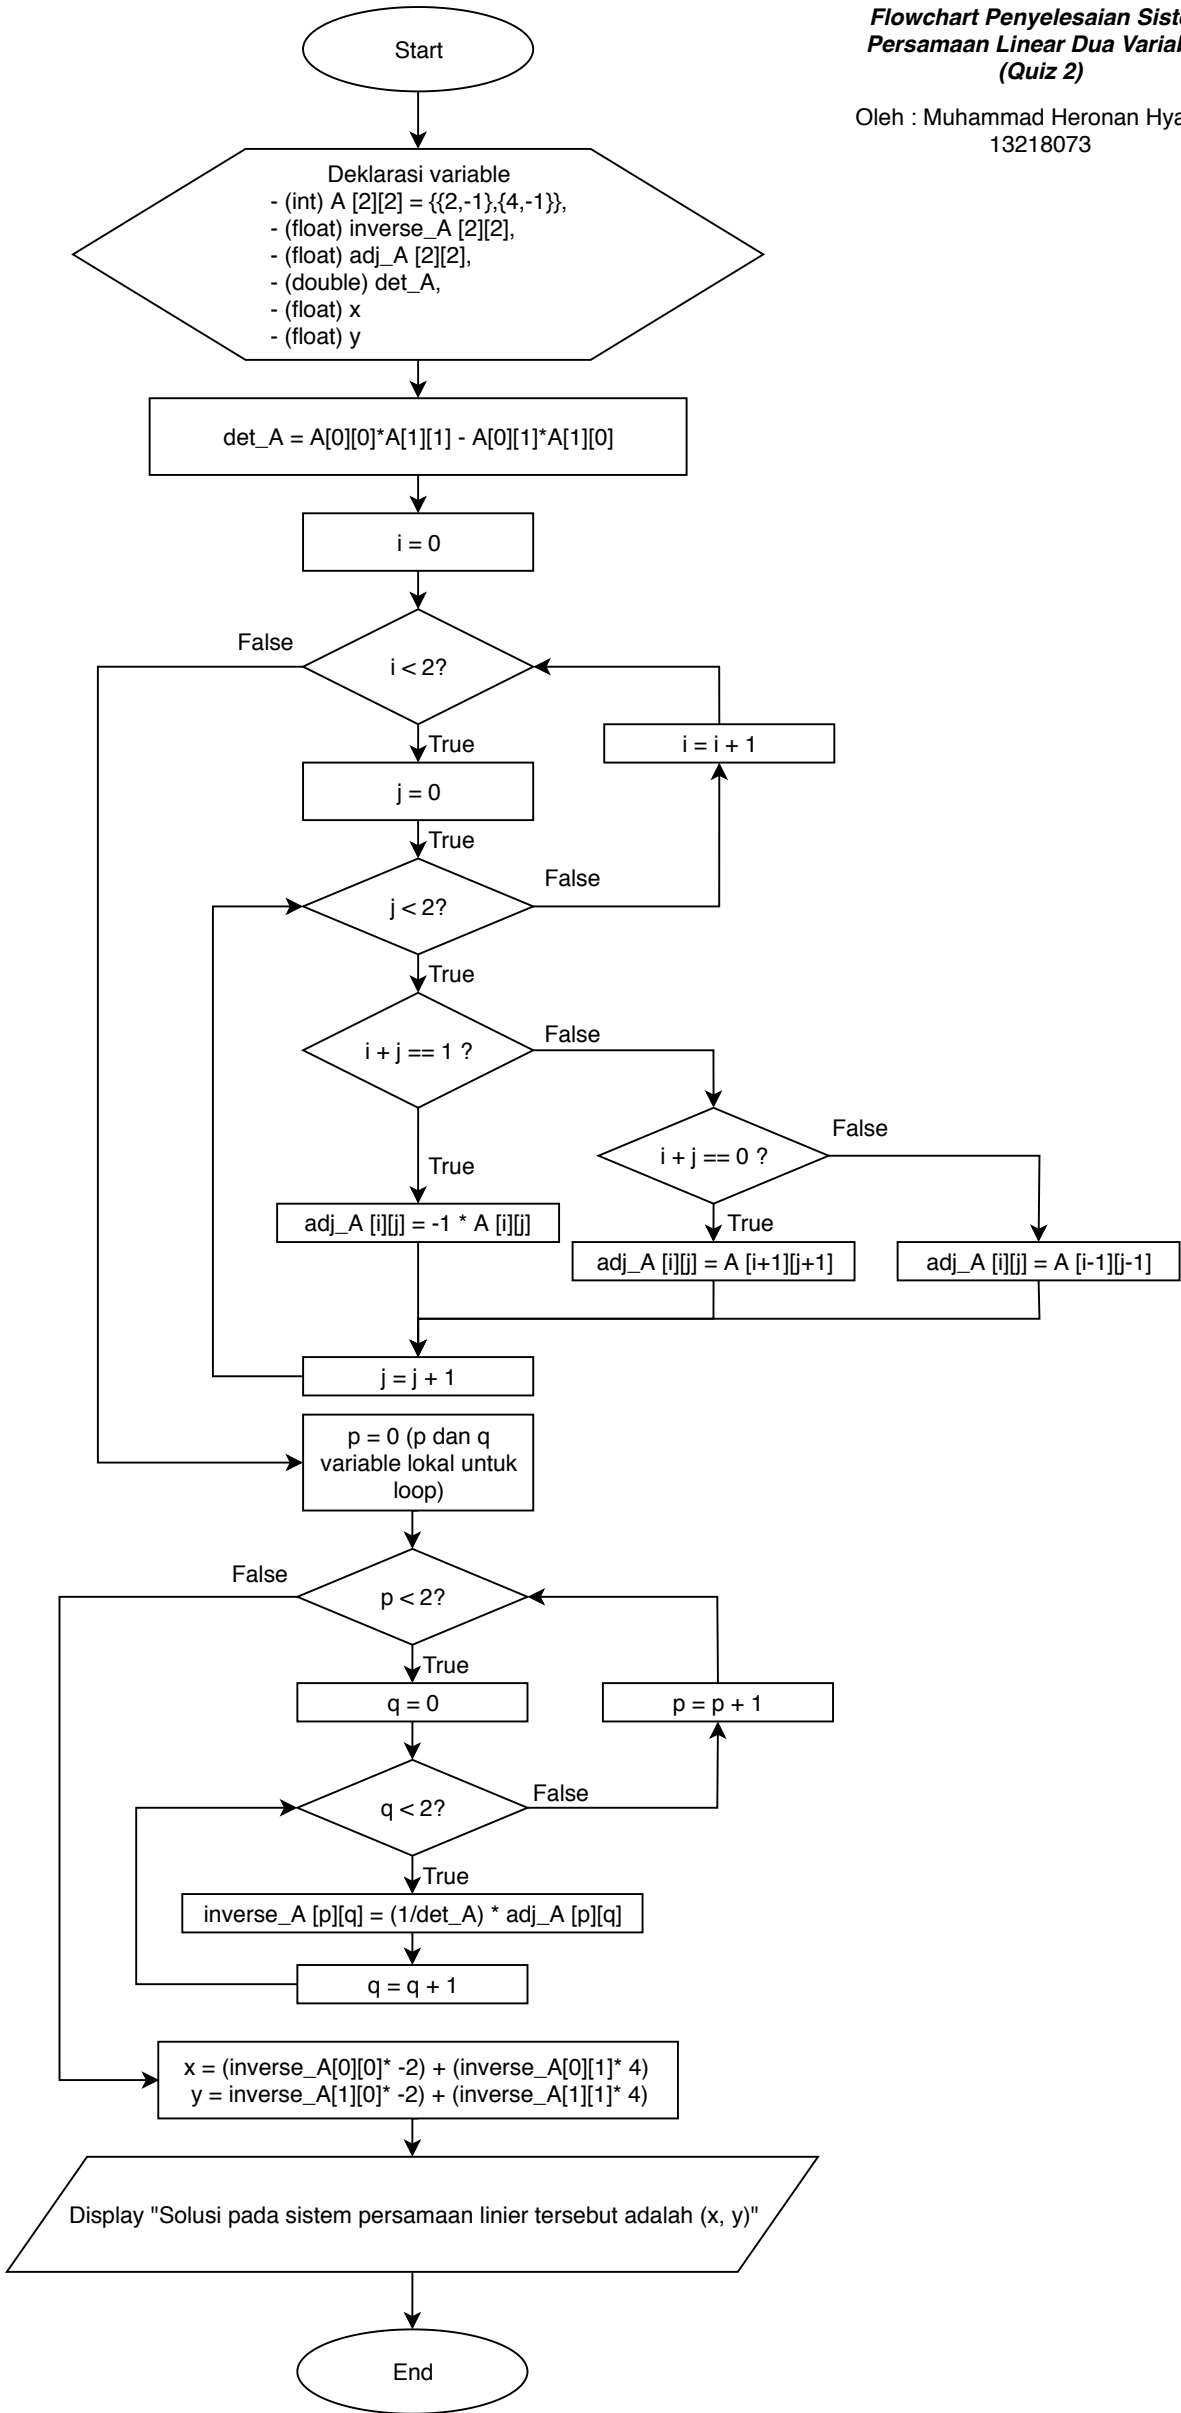 Flowchart Penyelesaian
Persamaan Linear Dua
(Quiz 2)
Oleh : Muhammad Heronan
13218073
Start
Deklarasi variable
- (int) A [2][2] = {{2,-1},{4,-1}},
- (float) inverse_A [2][2],
- (float) adj_A [2][2],
- (double) det_A,
- (float) x
- (float) y
det_A = A[0][0]*A[1][1] - A[0][1]*A[1][0]
i = 0
False
i < 2?
True
i = i + 1
j = 0
True
False
j < 2?
True
False
i + j == 1 ?
False
i + j == 0 ?
True
adj_A [i][j] = -1 * A [i][j]
True
adj_A [i][j] = A [i+1][j+1]
adj_A [i][j] = A [i-1][j-1]
j = j + 1
p = 0 (p dan q
variable lokal untuk
loop)
False
p < 2?
True
q = 0
p = p + 1
False
q < 2?
True
inverse_A [p][q] = (1/det_A) * adj_A [p][q]
q = q + 1
x = (inverse_A[0][0]* -2) + (inverse_A[0][1]* 4)
y = inverse_A[1][0]* -2) + (inverse_A[1][1]* 4)
Display "Solusi pada sistem persamaan linier tersebut adalah (x, y)"
End